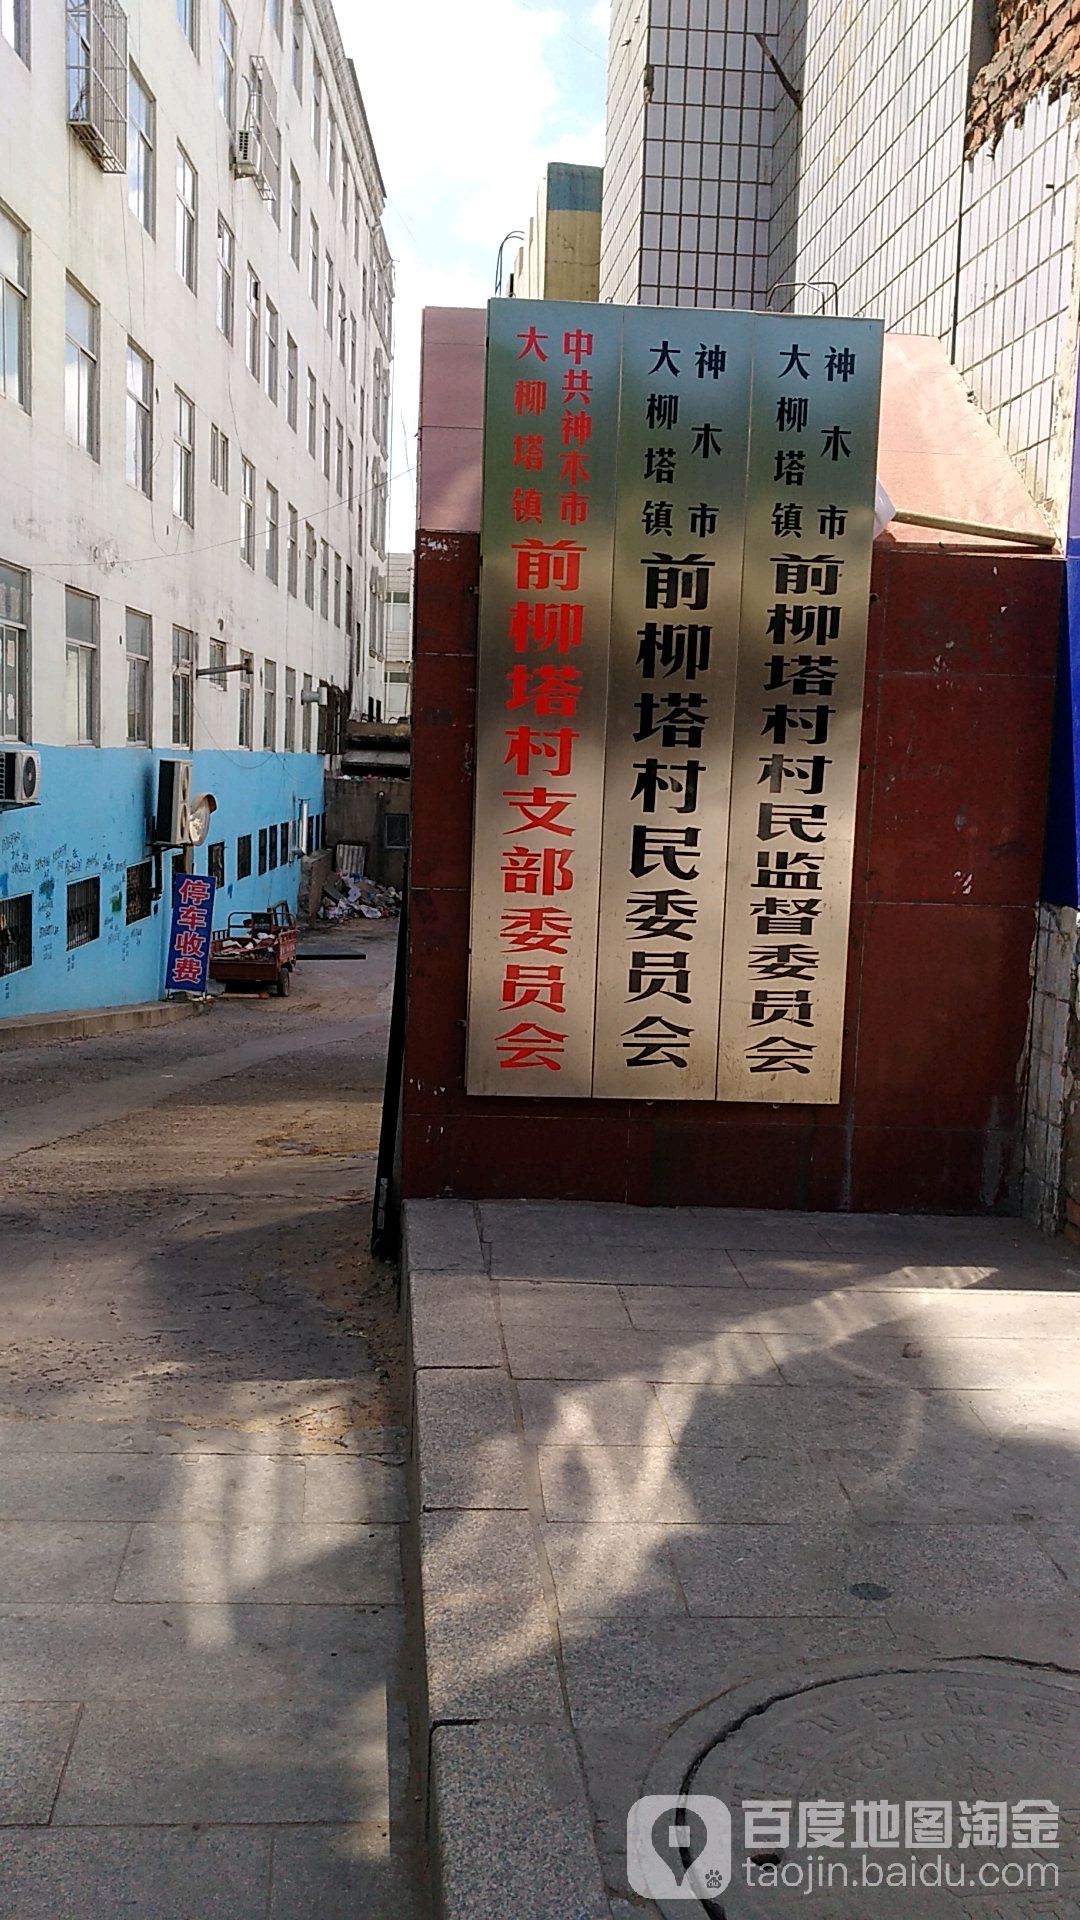 中共神木市
大柳塔镇
前柳塔村支部委员会
神木市
大柳塔镇
前柳塔村民委员会
神木市
大柳塔镇
前柳塔村村民监督委员会
停车收费
百度地图淘金
taojin.baidu.com